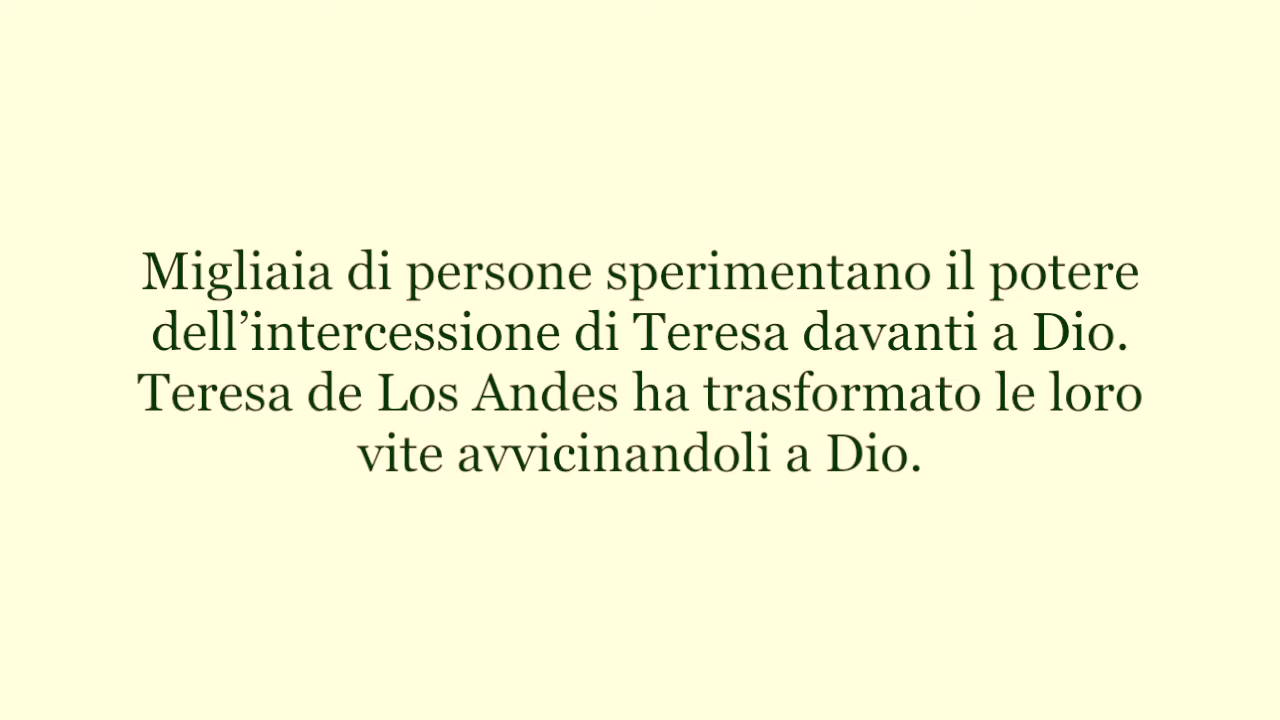 Migliaia di persone sperimentano il potere
dell’intercessione di Teresa davanti a Dio.
Teresa de Los Andes ha trasformato le loro
vite avvicinandoli a Dio.